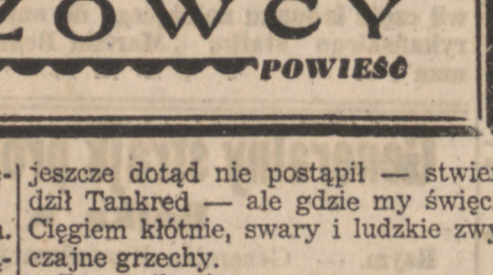 ZOWCY
POWIEŚĆ
jeszcze dotąd nie postąpił — stwier
dził Tankred — ale gdzie my święc
Cięgiem kłótnie, swary i ludzkie zwy
czajne grzechy.